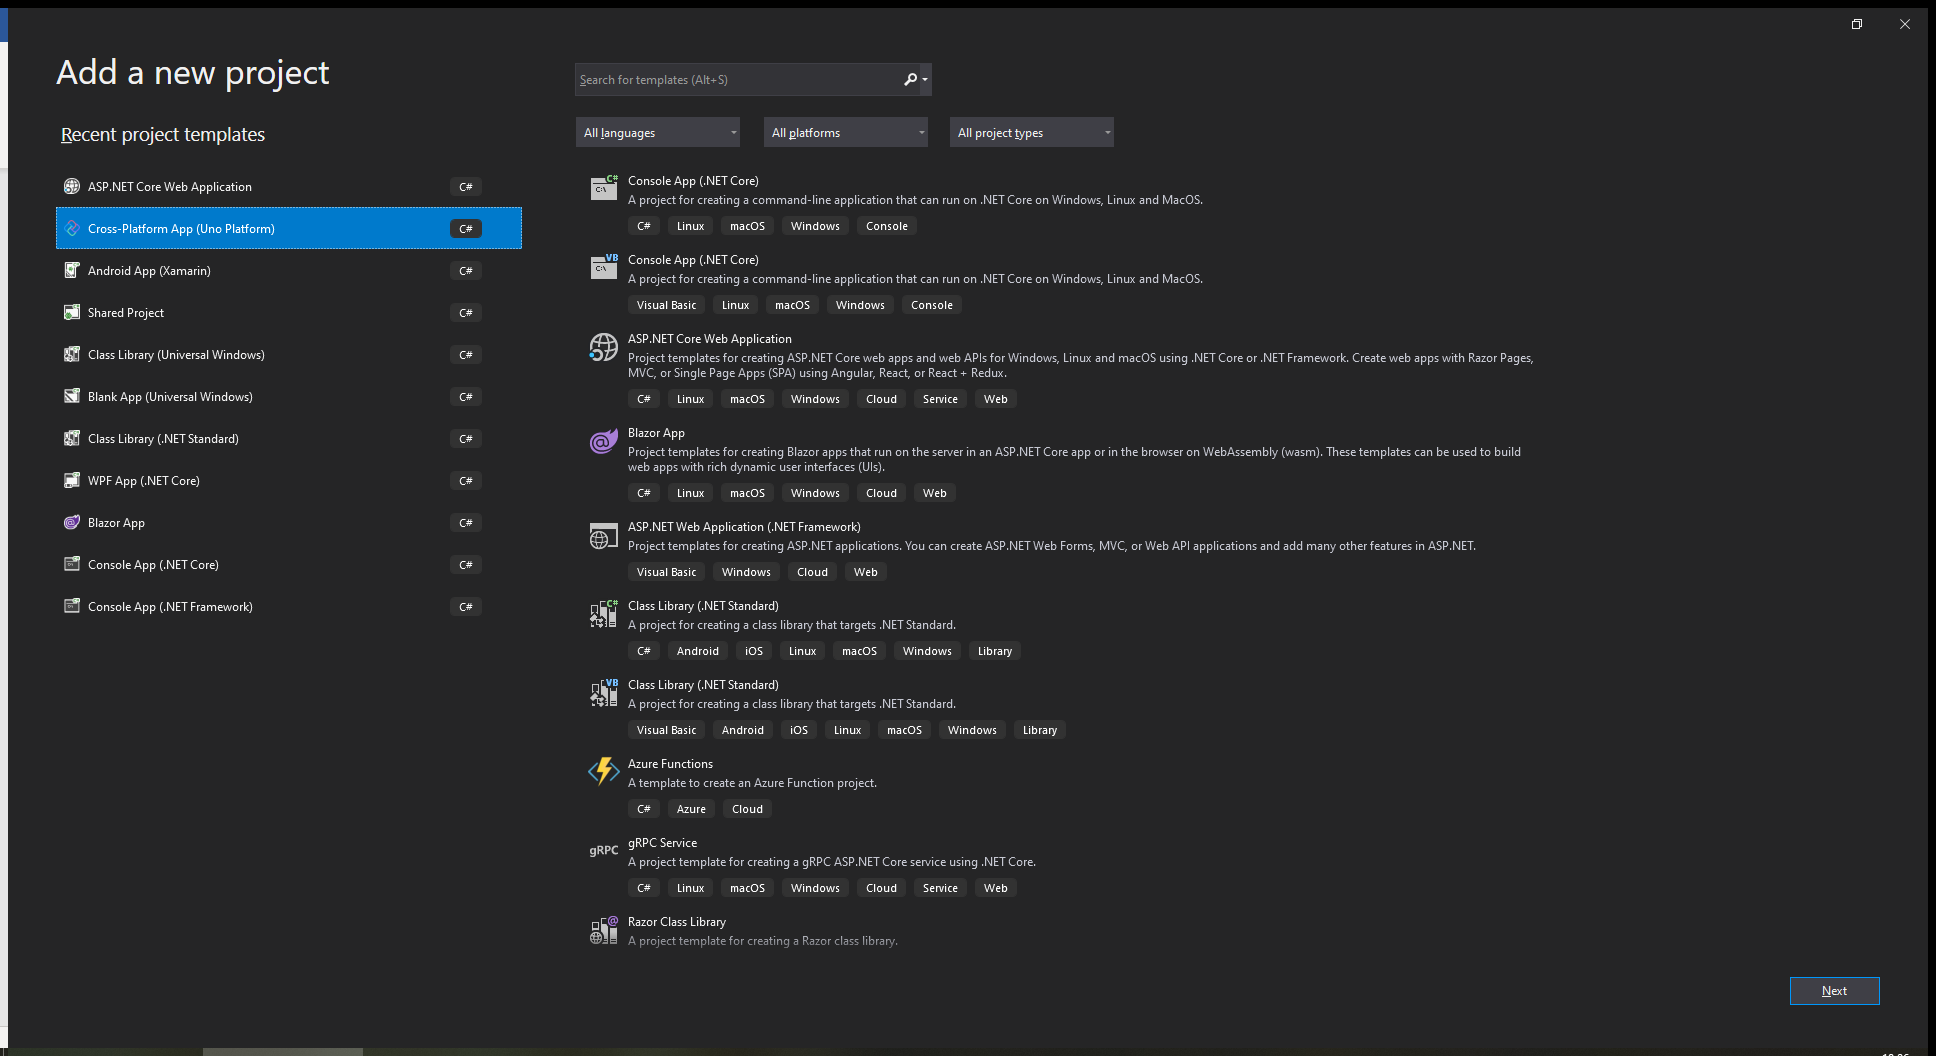 Add a new project
Search for templates (Alt+S)
Recent project templates
All languages
All platforms
All project types
ASP.NET Core Web Application C#
Cross-Platform App (Uno Platform) C#
Android App (Xamarin) C#
Shared Project C#
Class Library (Universal Windows) C#
Blank App (Universal Windows) C#
Class Library (.NET Standard) C#
WPF App (.NET Core) C#
Blazor App C#
Console App (.NET Core) C#
Console App (.NET Framework) C#
Console App (.NET Core)
A project for creating a command-line application that can run on .NET Core on Windows, Linux and MacOS.
C# Linux macOS Windows Console
Console App (.NET Core)
A project for creating a command-line application that can run on .NET Core on Windows, Linux and MacOS.
Visual Basic Linux macOS Windows Console
ASP.NET Core Web Application
Project templates for creating ASP.NET Core web apps and web APIs for Windows, Linux and macOS using .NET Core or .NET Framework. Create web apps with Razor Pages,
MVC, or Single Page Apps (SPA) using Angular, React, or React + Redux.
C# Linux macOS Windows Cloud Service Web
Blazor App
Project templates for creating Blazor apps that run on the server in an ASP.NET Core app or in the browser on WebAssembly (wasm). These templates can be used to build
web apps with rich dynamic user interfaces (UIs).
C# Linux macOS Windows Cloud Web
ASP.NET Web Application (.NET Framework)
Project templates for creating ASP.NET applications. You can create ASP.NET Web Forms, MVC, or Web API applications and add many other features in ASP.NET.
Visual Basic Windows Cloud Web
Class Library (.NET Standard)
A project for creating a class library that targets .NET Standard.
C# Android iOS Linux macOS Windows Library
Class Library (.NET Standard)
A project for creating a class library that targets .NET Standard.
Visual Basic Android iOS Linux macOS Windows Library
Azure Functions
A template to create an Azure Function project.
C# Azure Cloud
gRPC
gRPC Service
A project template for creating a gRPC ASP.NET Core service using .NET Core.
C# Linux macOS Windows Cloud Service Web
Razor Class Library
A project template for creating a Razor class library.
Next